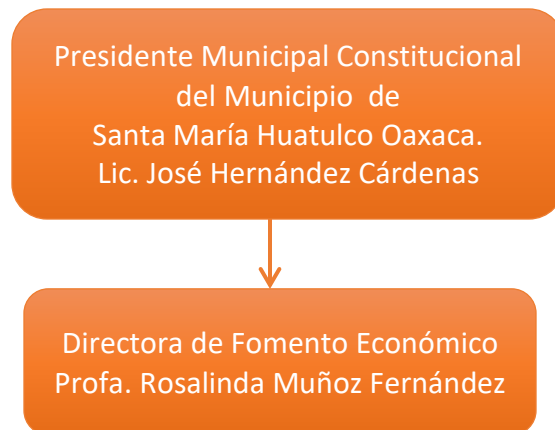 Presidente Municipal Constitucional
del Municipio  de
Santa María Huatulco Oaxaca.
Lic. José Hernández Cárdenas
Directora de Fomento Económico
Profa. Rosalinda Muñoz Fernández